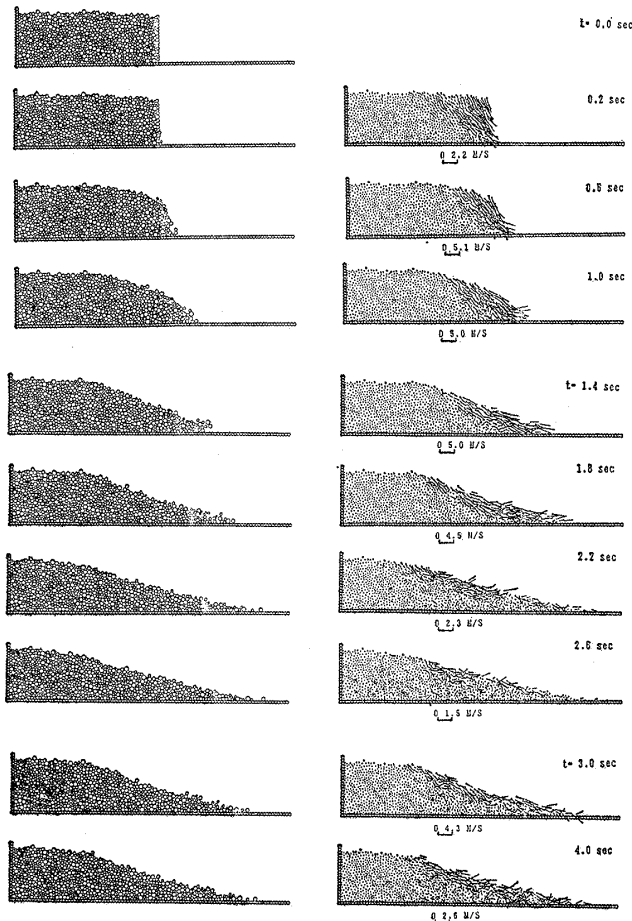 t= 0.0 sec
0.2 sec
0 2.2 M/S
0.6 sec
0 5.1 M/S
1.0 sec
0 5.0 M/S
t= 1.4 sec
0 5.0 M/S
1.8 sec
0 4.5 M/S
2.2 sec
0 2.3 M/S
2.6 sec
0 1.5 M/S
t= 3.0 sec
0 4.3 M/S
4.0 sec
0 2.6 M/S